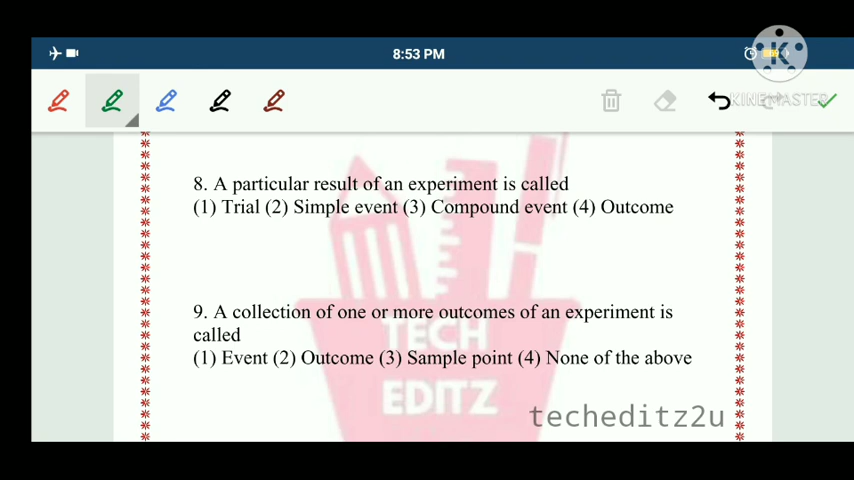 8:53 PM
KINEMASTER
8. A particular result of an experiment is called
(1) Trial (2) Simple event (3) Compound event (4) Outcome
9. A collection of one or more outcomes of an experiment is
called
(1) Event (2) Outcome (3) Sample point (4) None of the above
TECH
EDITZ
techeditz2u